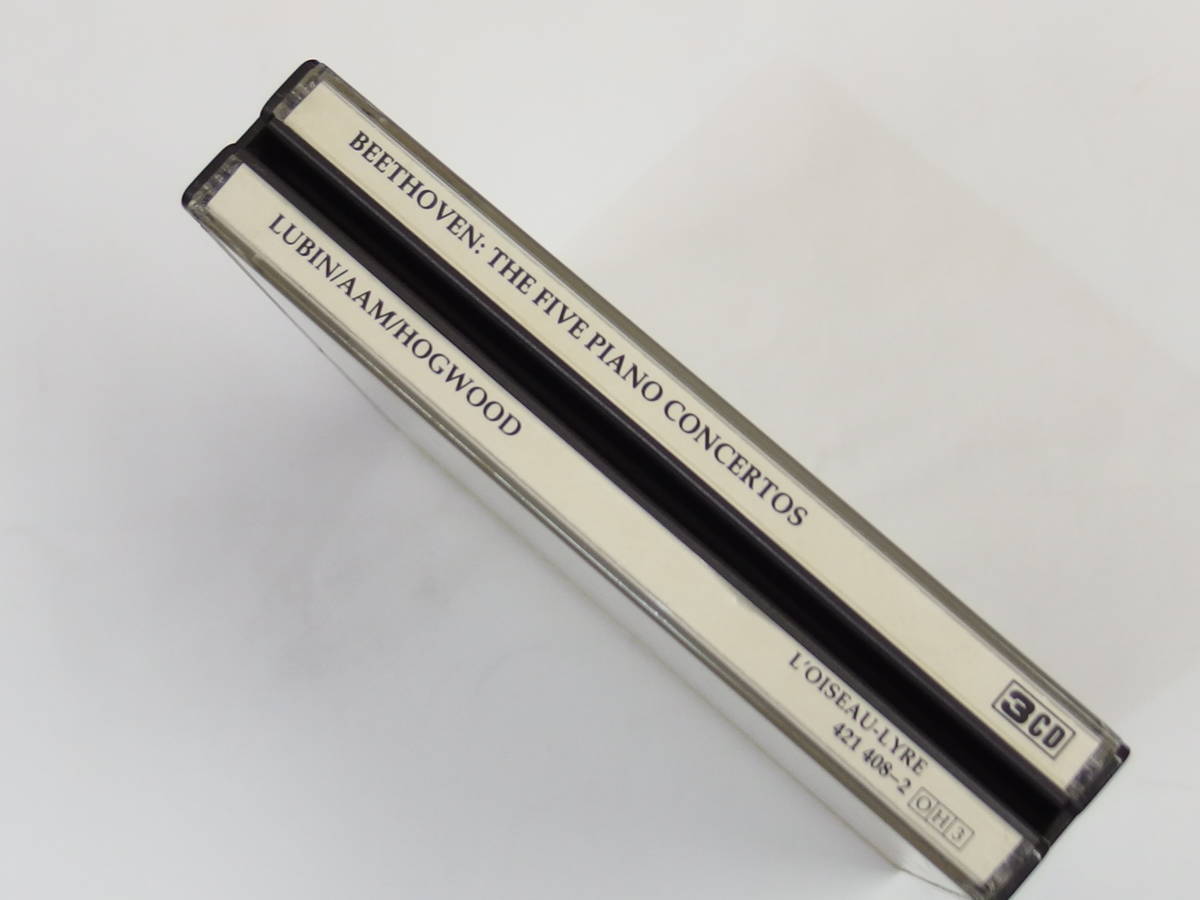 BEETHOVEN: THE FIVE PIANO CONCERTOS
3CD
LUBIN/AAM/HOGWOOD
L'OISEAU-LYRE
421 408-2 OH3